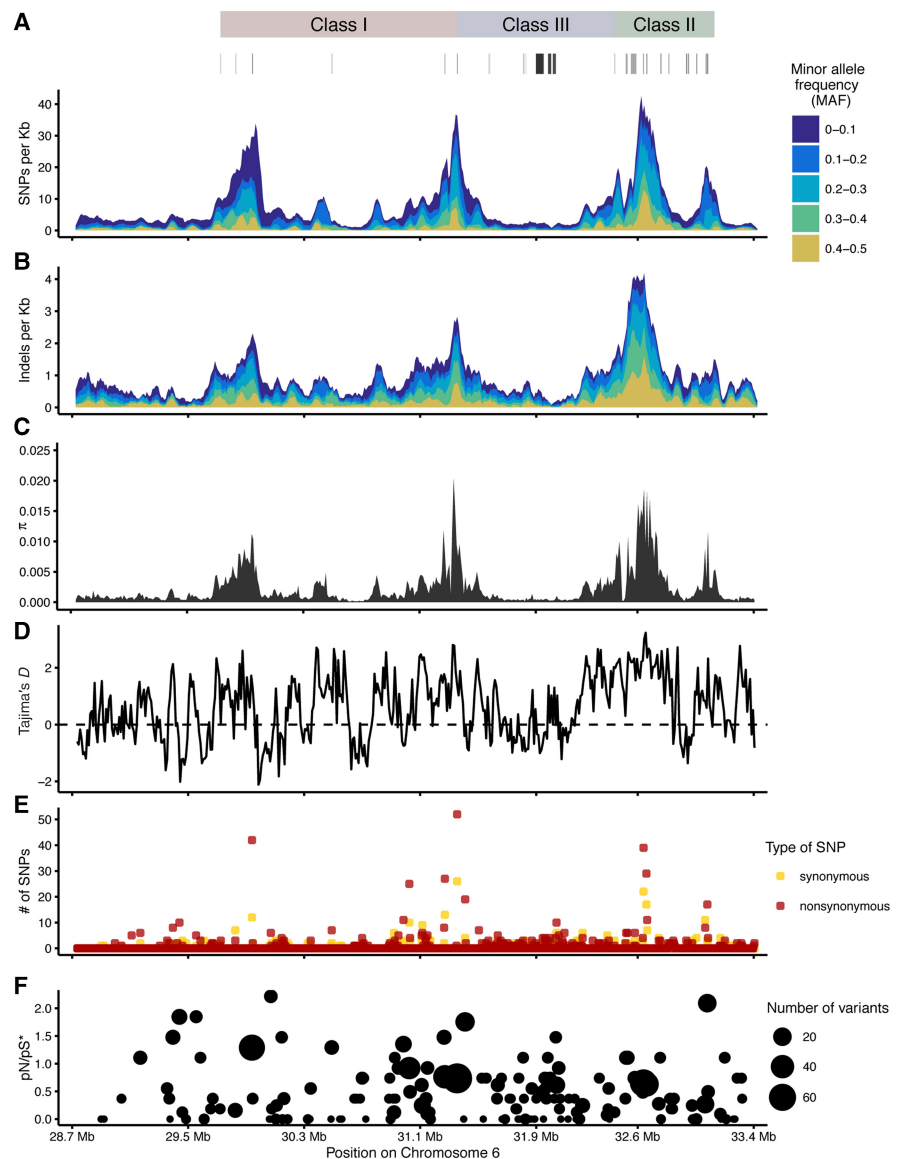 A
Class I
Class III
Class II
SNPs per Kb
40
30
20
10
0
Minor allele
frequency
(MAF)
0–0.1
0.1–0.2
0.2–0.3
0.3–0.4
0.4–0.5
B
Indels per Kb
4
3
2
1
0
C
π
0.025
0.020
0.015
0.010
0.005
0.000
D
Tajima's D
2
0
−2
E
# of SNPs
50
40
30
20
10
0
Type of SNP
synonymous
nonsynonymous
F
pN/pS*
2.0
1.5
1.0
0.5
0.0
Number of variants
20
40
60
28.7 Mb
29.5 Mb
30.3 Mb
31.1 Mb
31.9 Mb
32.6 Mb
33.4 Mb
Position on Chromosome 6